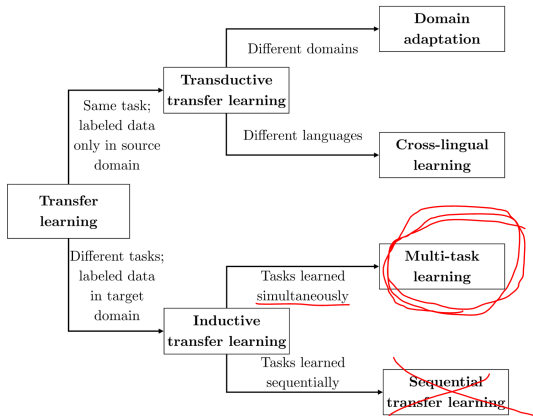 Domain
adaptation
Different domains
Transductive
transfer learning
Same task;
labeled data
only in source
domain
Different languages
Cross-lingual
learning
Transfer
learning
Different tasks;
labeled data
in target
domain
Multi-task
learning
Tasks learned
simultaneously
Inductive
transfer learning
Tasks learned
sequentially
Sequential
transfer learning